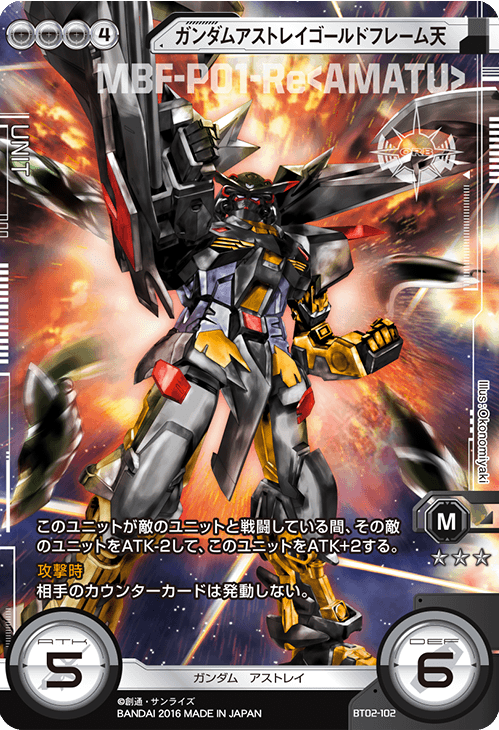 4
ガンダムアストレイゴールドフレーム天
MBF-P01-Re<AMATU>
ORB
UNIT
Illus:Okonomiyaki
M
このユニットが敵のユニットと戦闘している間、その敵
のユニットをATK-2して、このユニットをATK+2する。
攻撃時
相手のカウンターカードは発動しない。
ATK
5
DEF
6
ガンダム アストレイ
©創通・サンライズ
BANDAI 2016 MADE IN JAPAN
BT02-102